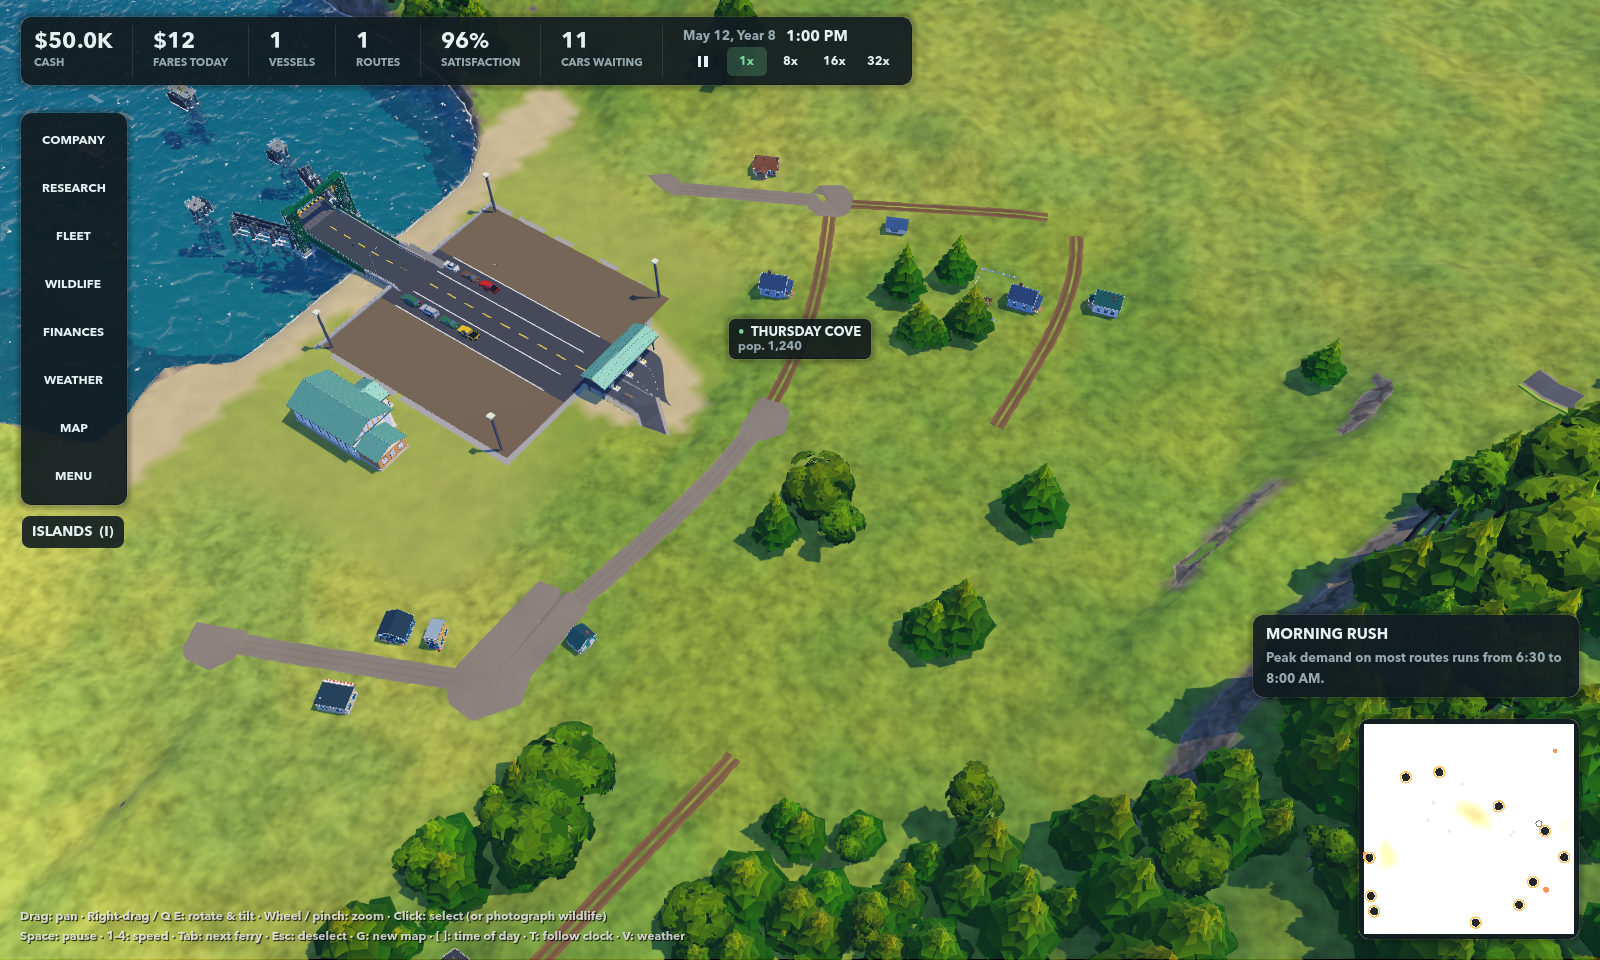 $50.0K
CASH
$12
FARES TODAY
1
VESSELS
1
ROUTES
96%
SATISFACTION
11
CARS WAITING
May 12, Year 8 1:00 PM
1x 8x 16x 32x
COMPANY
RESEARCH
FLEET
WILDLIFE
FINANCES
WEATHER
MAP
MENU
ISLANDS (I)
THURSDAY COVE
pop. 1,240
MORNING RUSH
Peak demand on most routes runs from 6:30 to
8:00 AM.
Drag: pan · Right-drag / Q E: rotate & tilt · Wheel / pinch: zoom · Click: select (or photograph wildlife)
Space: pause · 1-4: speed · Tab: next ferry · Esc: deselect · G: new map · [ ]: time of day · T: follow clock · V: weather